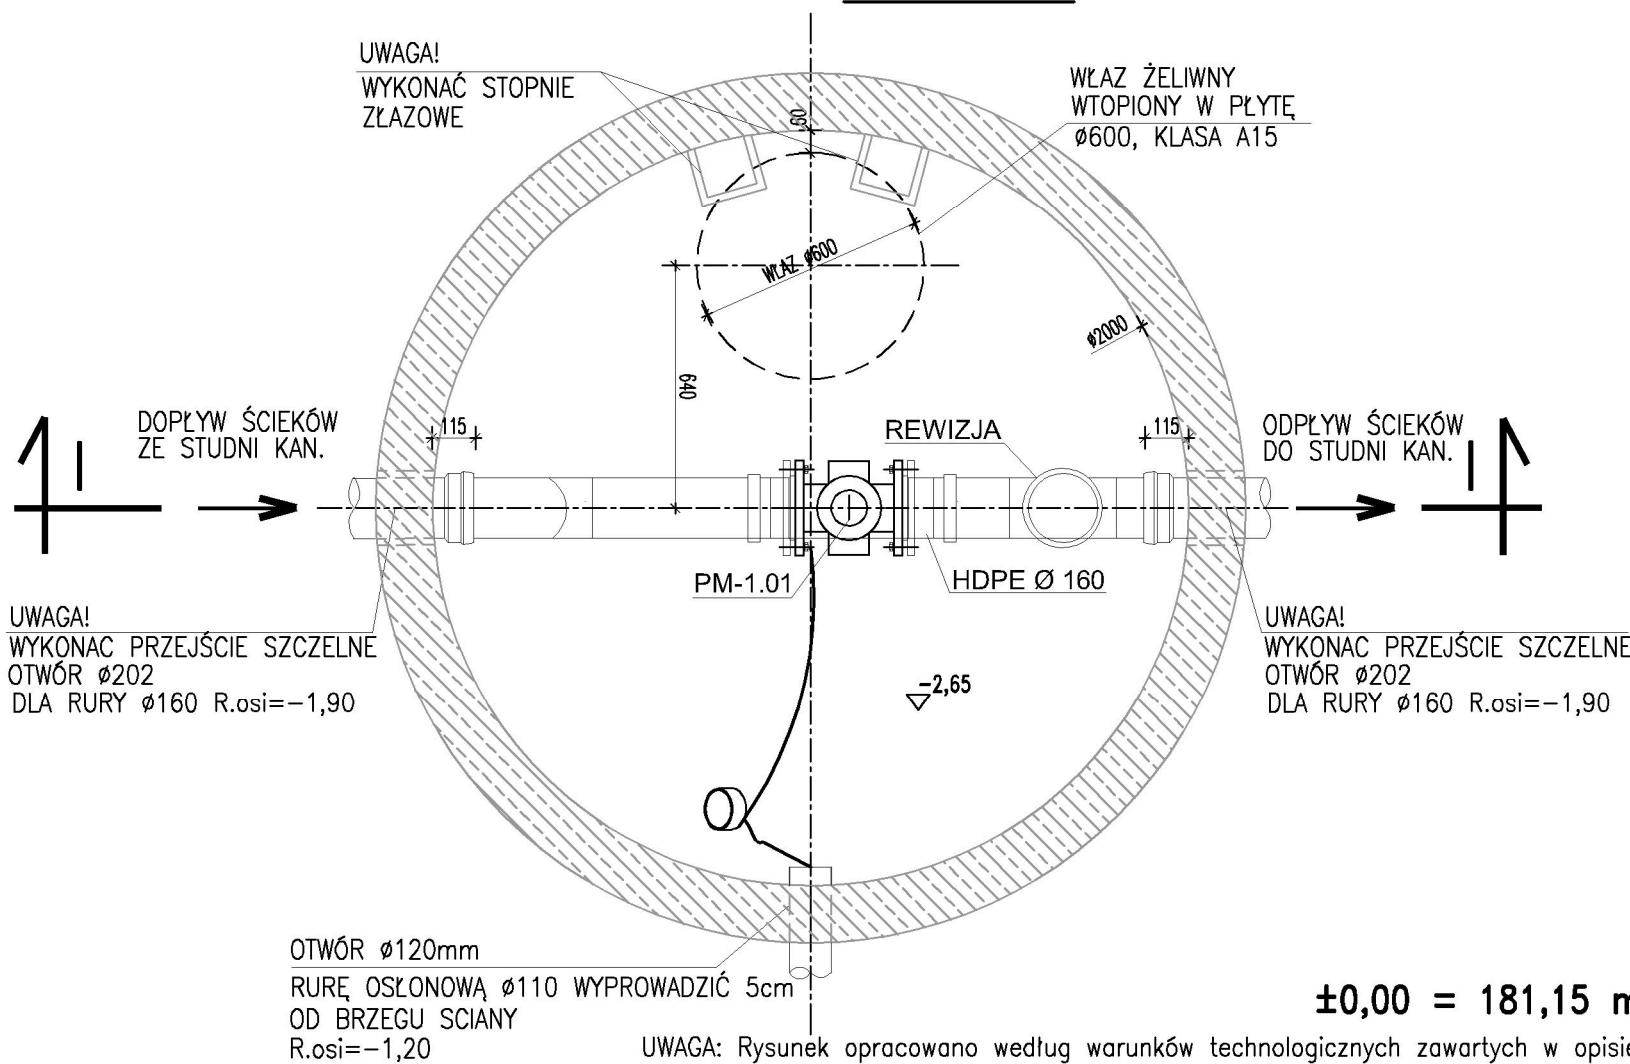 UWAGA!
WYKONAĆ STOPNIE
ZŁAZOWE
WŁAZ ŻELIWNY
WTOPIONY W PŁYTĘ
ø600, KLASA A15
60
WŁAZ ø600
ø2000
640
DOPŁYW ŚCIEKÓW
ZE STUDNI KAN.
115
REWIZJA
115
ODPŁYW ŚCIEKÓW
DO STUDNI KAN.
1
1
PM-1.01
HDPE Ø 160
UWAGA!
WYKONAC PRZEJŚCIE SZCZELNE
OTWÓR ø202
DLA RURY ø160 R.osi=-1,90
-2,65
UWAGA!
WYKONAC PRZEJŚCIE SZCZELNE
OTWÓR ø202
DLA RURY ø160 R.osi=-1,90
OTWÓR ø120mm
RURĘ OSŁONOWĄ ø110 WYPROWADZIĆ 5cm
OD BRZEGU SCIANY
R.osi=-1,20
±0,00 = 181,15 m
UWAGA: Rysunek opracowano według warunków technologicznych zawartych w opisie